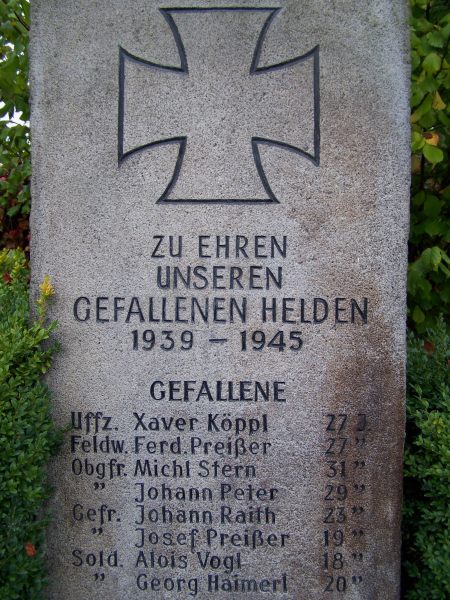 ZU EHREN
UNSEREN
GEFALLENEN HELDEN
1939 – 1945
GEFALLENE
Uffz. Xaver Köppl 27 J.
Feldw. Ferd. Preißer 27 "
Obgfr. Michl Stern 31 "
" Johann Peter 29 "
Gefr. Johann Raith 23 "
" Josef Preißer 19 "
Sold. Alois Vogl 18 "
" Georg Haimerl 20 "